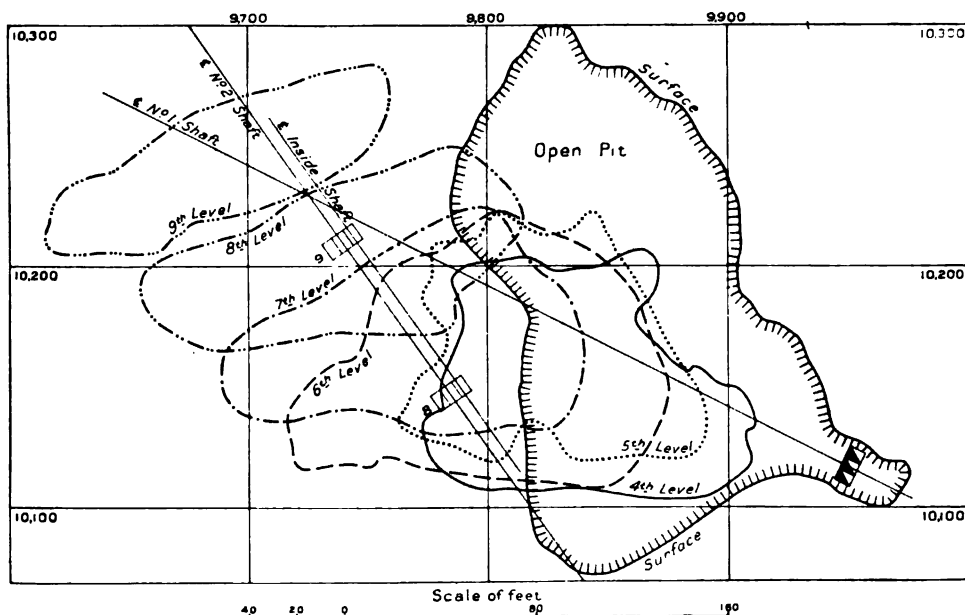 9,700 9,800 9,900
10,300 10,300
℄ No 2 Shaft
℄ No 1 Shaft
℄ Inside Shaft
Surface
Open Pit
9th Level
8th Level
9
10,200 10,200
7th Level
6th Level
8
5th Level
4th Level
10,100 10,100
Surface
Scale of feet
40 20 0 80 160